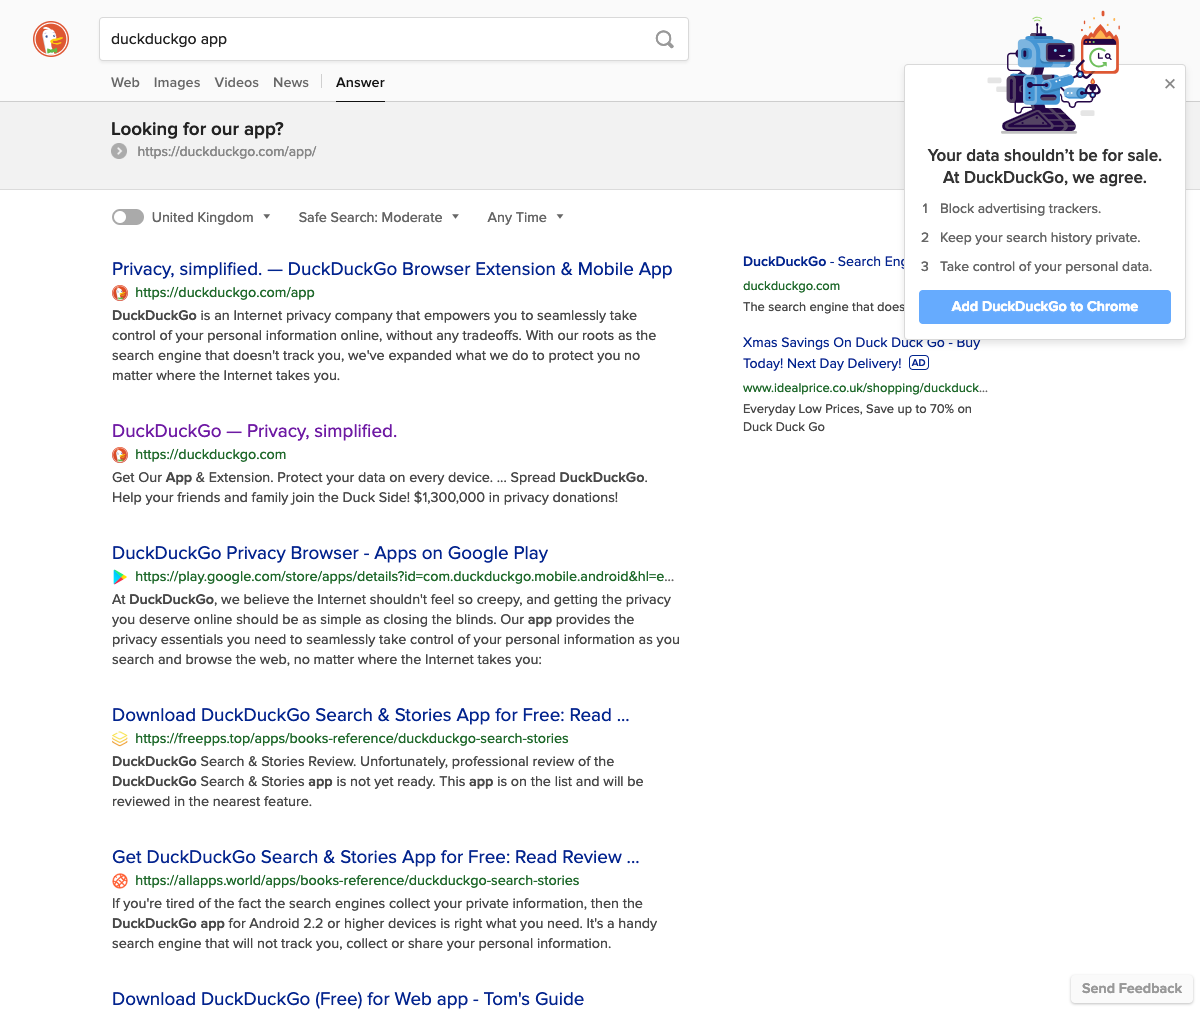 duckduckgo app
Web Images Videos News Answer
Looking for our app?
https://duckduckgo.com/app/
Your data shouldn't be for sale.
At DuckDuckGo, we agree.
1 Block advertising trackers.
2 Keep your search history private.
3 Take control of your personal data.
Add DuckDuckGo to Chrome
United Kingdom Safe Search: Moderate Any Time
Privacy, simplified. — DuckDuckGo Browser Extension & Mobile App
https://duckduckgo.com/app
DuckDuckGo is an Internet privacy company that empowers you to seamlessly take
control of your personal information online, without any tradeoffs. With our roots as the
search engine that doesn't track you, we've expanded what we do to protect you no
matter where the Internet takes you.
DuckDuckGo — Privacy, simplified.
https://duckduckgo.com
Get Our App & Extension. Protect your data on every device. ... Spread DuckDuckGo.
Help your friends and family join the Duck Side! $1,300,000 in privacy donations!
DuckDuckGo Privacy Browser - Apps on Google Play
https://play.google.com/store/apps/details?id=com.duckduckgo.mobile.android&hl=e...
At DuckDuckGo, we believe the Internet shouldn't feel so creepy, and getting the privacy
you deserve online should be as simple as closing the blinds. Our app provides the
privacy essentials you need to seamlessly take control of your personal information as you
search and browse the web, no matter where the Internet takes you:
Download DuckDuckGo Search & Stories App for Free: Read ...
https://freepps.top/apps/books-reference/duckduckgo-search-stories
DuckDuckGo Search & Stories Review. Unfortunately, professional review of the
DuckDuckGo Search & Stories app is not yet ready. This app is on the list and will be
reviewed in the nearest feature.
Get DuckDuckGo Search & Stories App for Free: Read Review ...
https://allapps.world/apps/books-reference/duckduckgo-search-stories
If you're tired of the fact the search engines collect your private information, then the
DuckDuckGo app for Android 2.2 or higher devices is right what you need. It's a handy
search engine that will not track you, collect or share your personal information.
Download DuckDuckGo (Free) for Web app - Tom's Guide
DuckDuckGo - Search Eng
duckduckgo.com
The search engine that does
Xmas Savings On Duck Duck Go - Buy
Today! Next Day Delivery! AD
www.idealprice.co.uk/shopping/duckduck...
Everyday Low Prices, Save up to 70% on
Duck Duck Go
Send Feedback